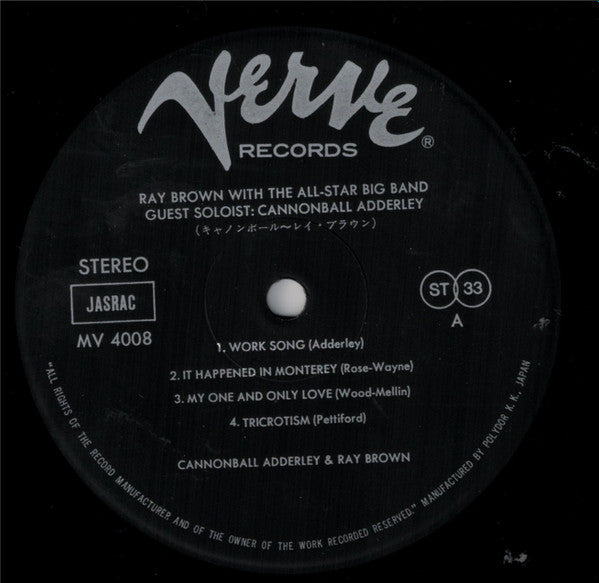 Verve®
RECORDS
RAY BROWN WITH THE ALL-STAR BIG BAND
GUEST SOLOIST: CANNONBALL ADDERLEY
(キャノンボール〜レイ・ブラウン)
STEREO
JASRAC
MV 4008
ST 33
A
1. WORK SONG (Adderley)
2. IT HAPPENED IN MONTEREY (Rose-Wayne)
3. MY ONE AND ONLY LOVE (Wood-Mellin)
4. TRICROTISM (Pettiford)
CANNONBALL ADDERLEY & RAY BROWN
"ALL RIGHTS OF THE RECORD MANUFACTURER AND OF THE OWNER OF THE WORK RECORDED RESERVED." MANUFACTURED BY POLYDOR K. K., JAPAN